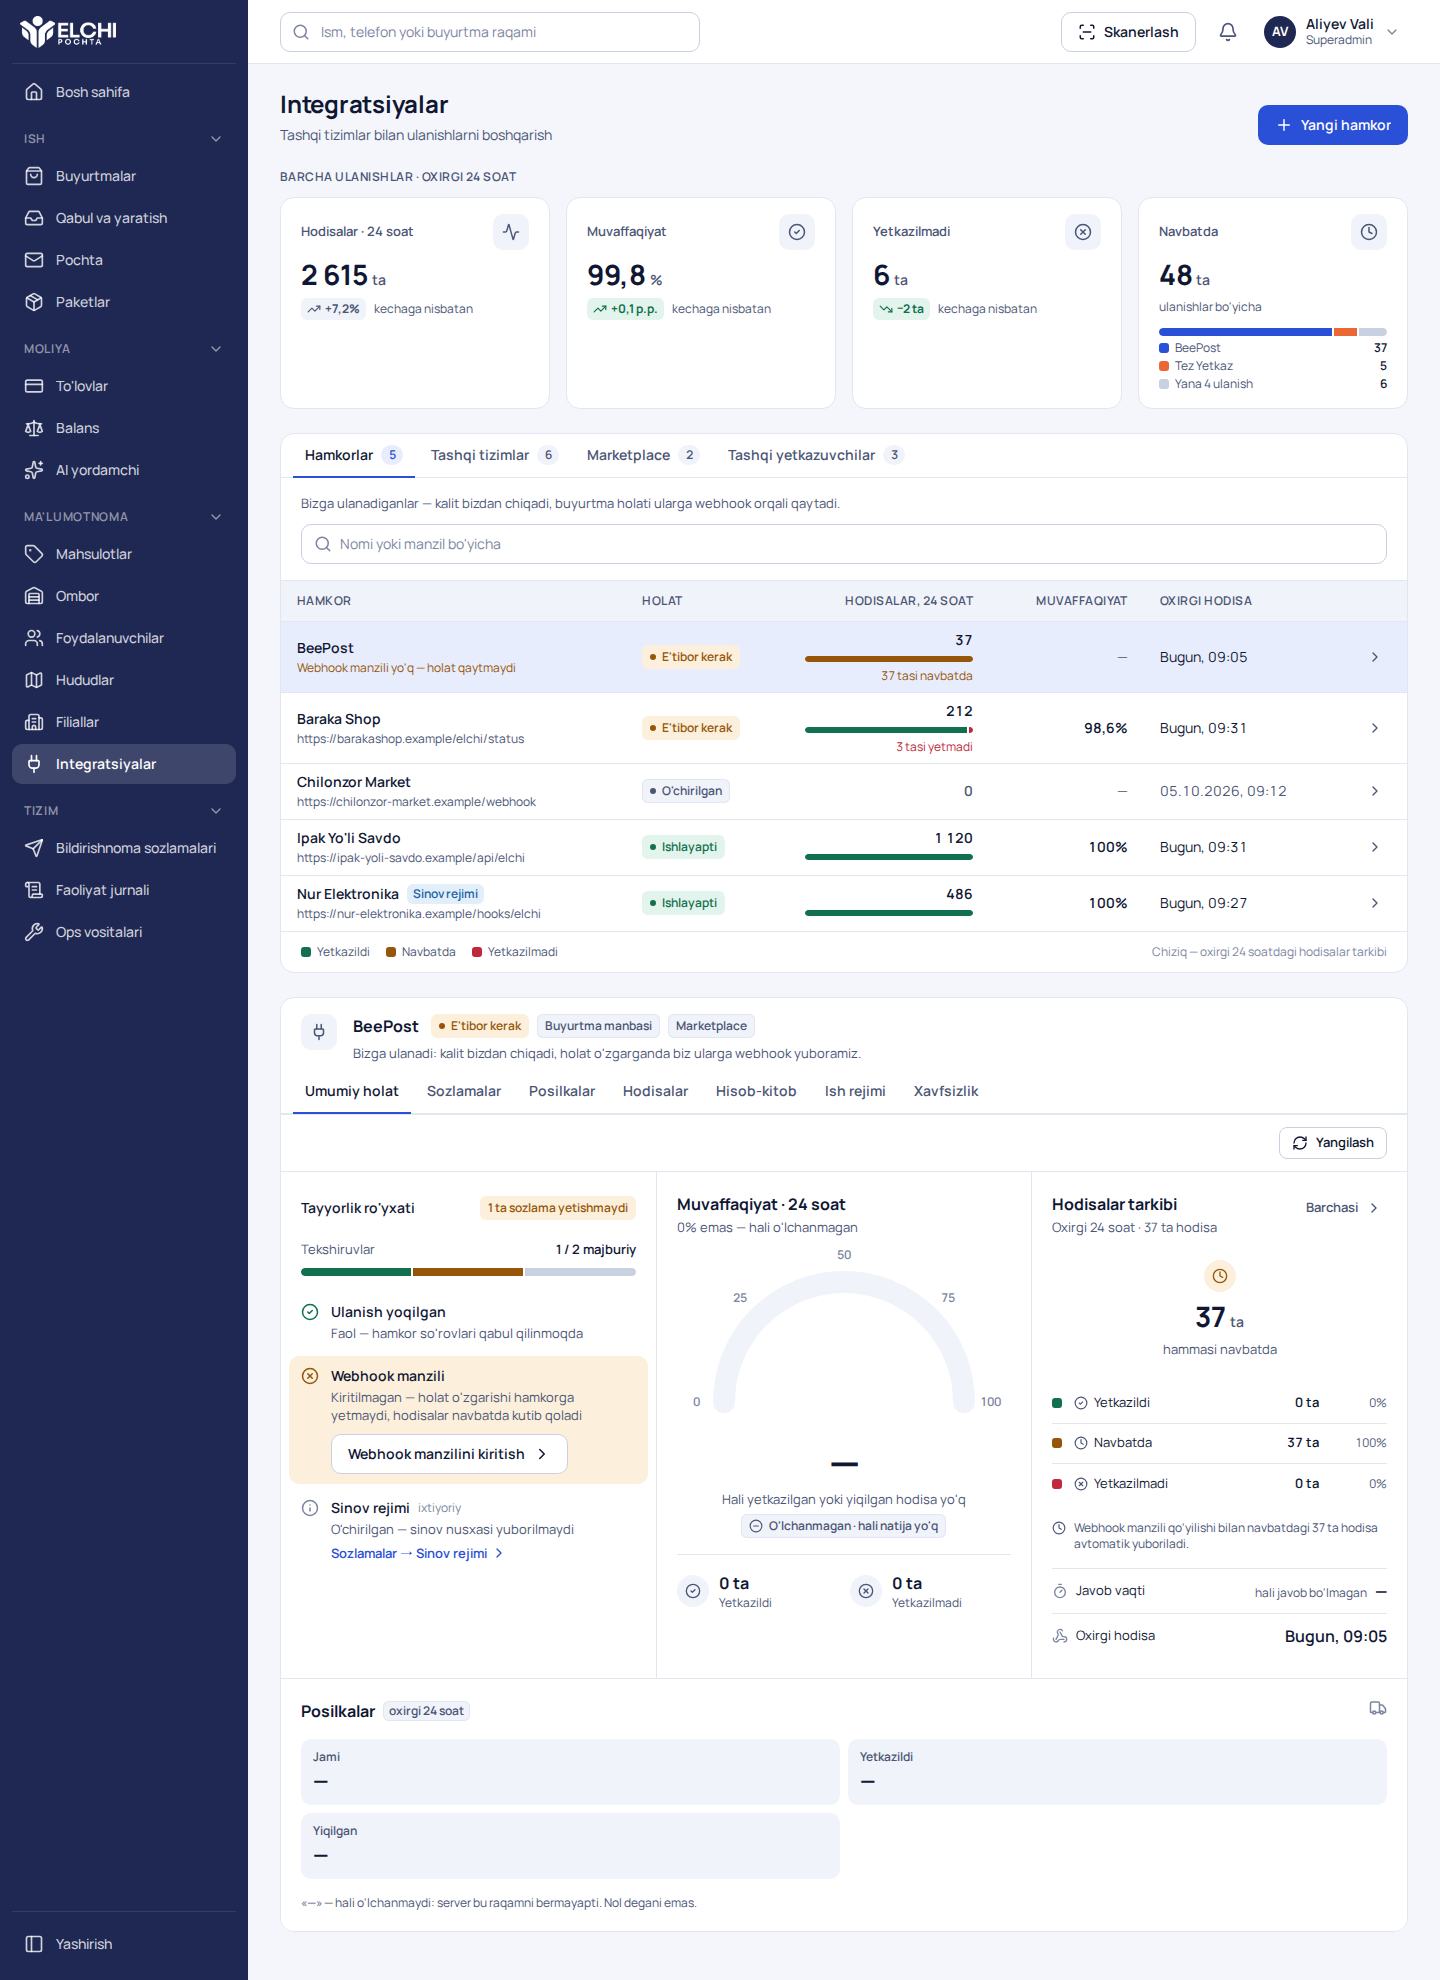 ELCHI
POCHTA
Bosh sahifa
ISH
Buyurtmalar
Qabul va yaratish
Pochta
Paketlar
MOLIYA
To'lovlar
Balans
AI yordamchi
MA'LUMOTNOMA
Mahsulotlar
Ombor
Foydalanuvchilar
Hududlar
Filiallar
Integratsiyalar
TIZIM
Bildirishnoma sozlamalari
Faoliyat jurnali
Ops vositalari
Yashirish
Ism, telefon yoki buyurtma raqami
Skanerlash
AV
Aliyev Vali
Superadmin
Integratsiyalar
Tashqi tizimlar bilan ulanishlarni boshqarish
Yangi hamkor
BARCHA ULANISHLAR · OXIRGI 24 SOAT
Hodisalar · 24 soat
2 615 ta
+7,2% kechaga nisbatan
Muvaffaqiyat
99,8 %
+0,1 p.p. kechaga nisbatan
Yetkazilmadi
6 ta
−2 ta kechaga nisbatan
Navbatda
48 ta
ulanishlar bo'yicha
BeePost 37
Tez Yetkaz 5
Yana 4 ulanish 6
Hamkorlar 5 Tashqi tizimlar 6 Marketplace 2 Tashqi yetkazuvchilar 3
Bizga ulanadiganlar — kalit bizdan chiqadi, buyurtma holati ularga webhook orqali qaytadi.
Nomi yoki manzil bo'yicha
HAMKOR HOLAT HODISALAR, 24 SOAT MUVAFFAQIYAT OXIRGI HODISA
BeePost
Webhook manzili yo'q — holat qaytmaydi
E'tibor kerak
37
37 tasi navbatda
—
Bugun, 09:05
Baraka Shop
https://barakashop.example/elchi/status
E'tibor kerak
212
3 tasi yetmadi
98,6%
Bugun, 09:31
Chilonzor Market
https://chilonzor-market.example/webhook
O'chirilgan
0
—
05.10.2026, 09:12
Ipak Yo'li Savdo
https://ipak-yoli-savdo.example/api/elchi
Ishlayapti
1 120
100%
Bugun, 09:31
Nur Elektronika Sinov rejimi
https://nur-elektronika.example/hooks/elchi
Ishlayapti
486
100%
Bugun, 09:27
Yetkazildi Navbatda Yetkazilmadi
Chiziq — oxirgi 24 soatdagi hodisalar tarkibi
BeePost E'tibor kerak Buyurtma manbasi Marketplace
Bizga ulanadi: kalit bizdan chiqadi, holat o'zgarganda biz ularga webhook yuboramiz.
Umumiy holat Sozlamalar Posilkalar Hodisalar Hisob-kitob Ish rejimi Xavfsizlik
Yangilash
Tayyorlik ro'yxati 1 ta sozlama yetishmaydi
Tekshiruvlar 1 / 2 majburiy
Ulanish yoqilgan
Faol — hamkor so'rovlari qabul qilinmoqda
Webhook manzili
Kiritilmagan — holat o'zgarishi hamkorga
yetmaydi, hodisalar navbatda kutib qoladi
Webhook manzilini kiritish
Sinov rejimi ixtiyoriy
O'chirilgan — sinov nusxasi yuborilmaydi
Sozlamalar → Sinov rejimi
Muvaffaqiyat · 24 soat
0% emas — hali o'lchanmagan
50
25 75
0 100
—
Hali yetkazilgan yoki yiqilgan hodisa yo'q
O'lchanmagan · hali natija yo'q
0 ta
Yetkazildi
0 ta
Yetkazilmadi
Hodisalar tarkibi
Oxirgi 24 soat · 37 ta hodisa
Barchasi
37 ta
hammasi navbatda
Yetkazildi 0 ta 0%
Navbatda 37 ta 100%
Yetkazilmadi 0 ta 0%
Webhook manzili qo'yilishi bilan navbatdagi 37 ta hodisa
avtomatik yuboriladi.
Javob vaqti hali javob bo'lmagan —
Oxirgi hodisa Bugun, 09:05
Posilkalar oxirgi 24 soat
Jami
—
Yetkazildi
—
Yiqilgan
—
«—» — hali o'lchanmaydi: server bu raqamni bermayapti. Nol degani emas.